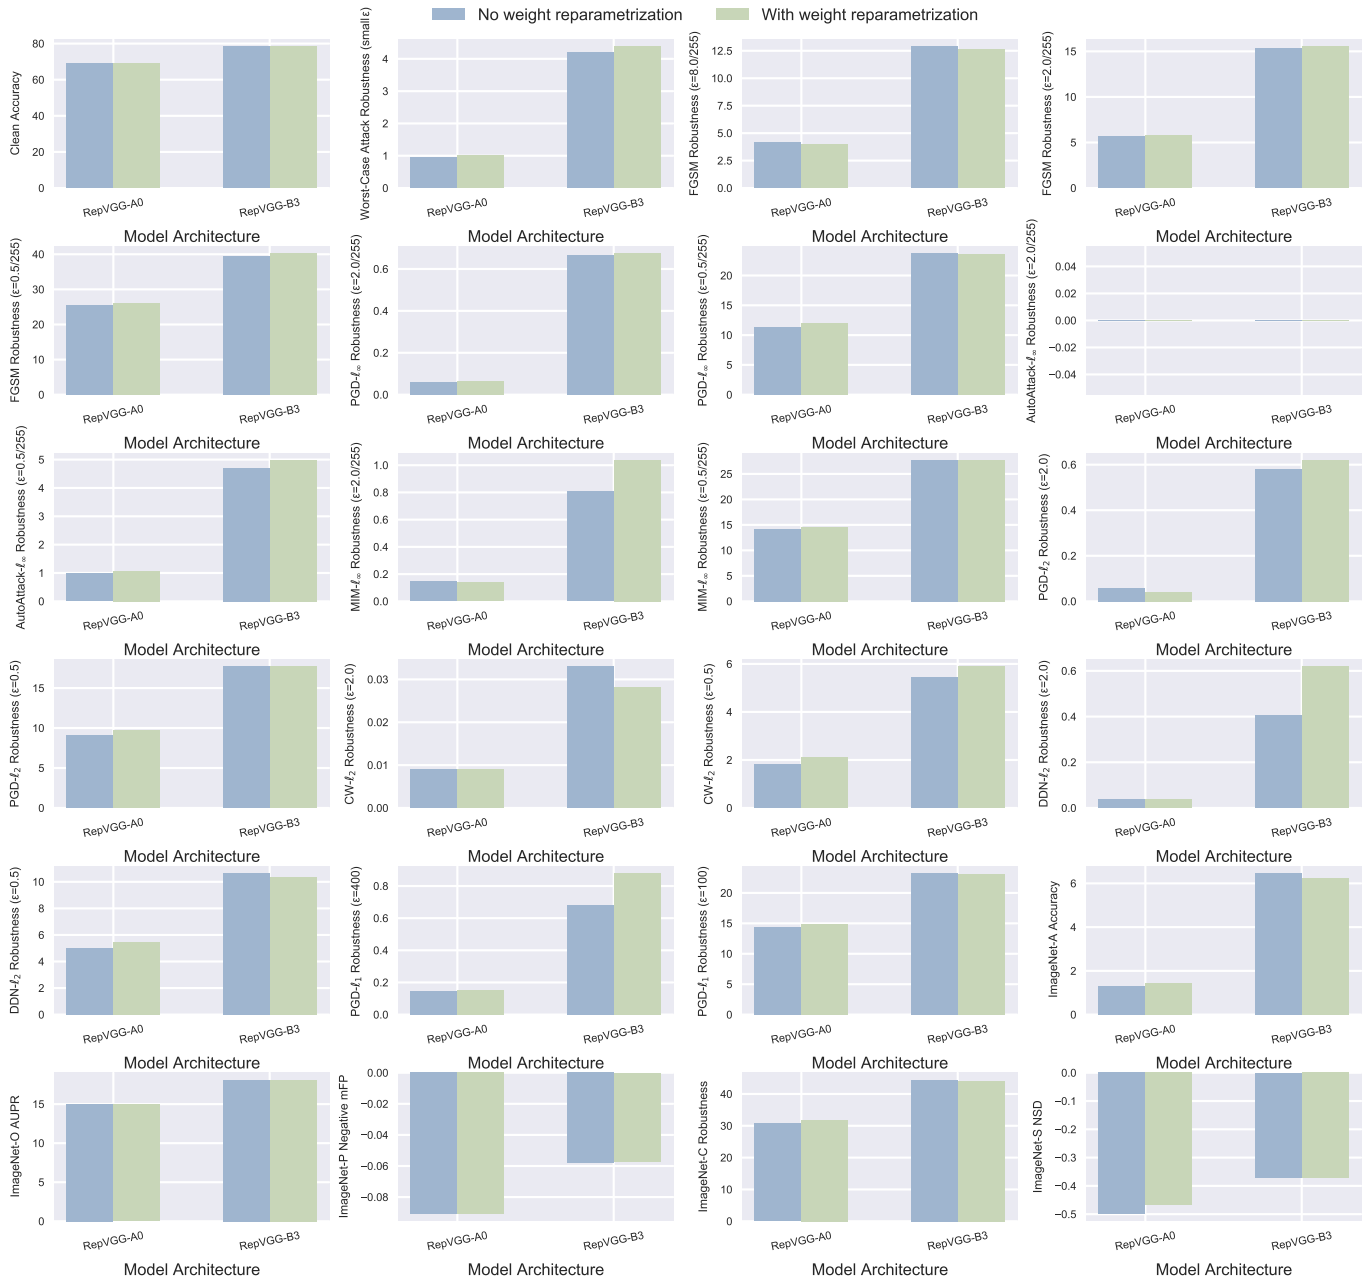 No weight reparametrization
With weight reparametrization
Clean Accuracy
80
60
40
20
0
RepVGG-A0
RepVGG-B3
Model Architecture
Worst-Case Attack Robustness (small ε)
4
3
2
1
0
RepVGG-A0
RepVGG-B3
Model Architecture
FGSM Robustness (ε=8.0/255)
12.5
10.0
7.5
5.0
2.5
0.0
RepVGG-A0
RepVGG-B3
Model Architecture
FGSM Robustness (ε=2.0/255)
15
10
5
0
RepVGG-A0
RepVGG-B3
Model Architecture
FGSM Robustness (ε=0.5/255)
40
30
20
10
0
RepVGG-A0
RepVGG-B3
Model Architecture
PGD-ℓ∞ Robustness (ε=2.0/255)
0.6
0.4
0.2
0.0
RepVGG-A0
RepVGG-B3
Model Architecture
PGD-ℓ∞ Robustness (ε=0.5/255)
20
15
10
5
0
RepVGG-A0
RepVGG-B3
Model Architecture
AutoAttack-ℓ∞ Robustness (ε=2.0/255)
0.04
0.02
0.00
−0.02
−0.04
RepVGG-A0
RepVGG-B3
Model Architecture
AutoAttack-ℓ∞ Robustness (ε=0.5/255)
5
4
3
2
1
0
RepVGG-A0
RepVGG-B3
Model Architecture
MIM-ℓ∞ Robustness (ε=2.0/255)
1.0
0.8
0.6
0.4
0.2
0.0
RepVGG-A0
RepVGG-B3
Model Architecture
MIM-ℓ∞ Robustness (ε=0.5/255)
25
20
15
10
5
0
RepVGG-A0
RepVGG-B3
Model Architecture
PGD-ℓ2 Robustness (ε=2.0)
0.6
0.4
0.2
0.0
RepVGG-A0
RepVGG-B3
Model Architecture
PGD-ℓ2 Robustness (ε=0.5)
15
10
5
0
RepVGG-A0
RepVGG-B3
Model Architecture
CW-ℓ2 Robustness (ε=2.0)
0.03
0.02
0.01
0.00
RepVGG-A0
RepVGG-B3
Model Architecture
CW-ℓ2 Robustness (ε=0.5)
6
4
2
0
RepVGG-A0
RepVGG-B3
Model Architecture
DDN-ℓ2 Robustness (ε=2.0)
0.6
0.4
0.2
0.0
RepVGG-A0
RepVGG-B3
Model Architecture
DDN-ℓ2 Robustness (ε=0.5)
10
8
6
4
2
0
RepVGG-A0
RepVGG-B3
Model Architecture
PGD-ℓ1 Robustness (ε=400)
0.8
0.6
0.4
0.2
0.0
RepVGG-A0
RepVGG-B3
Model Architecture
PGD-ℓ1 Robustness (ε=100)
20
15
10
5
0
RepVGG-A0
RepVGG-B3
Model Architecture
ImageNet-A Accuracy
6
4
2
0
RepVGG-A0
RepVGG-B3
Model Architecture
ImageNet-O AUPR
15
10
5
0
RepVGG-A0
RepVGG-B3
Model Architecture
ImageNet-P Negative mFP
0.00
−0.02
−0.04
−0.06
−0.08
RepVGG-A0
RepVGG-B3
Model Architecture
ImageNet-C Robustness
40
30
20
10
0
RepVGG-A0
RepVGG-B3
Model Architecture
ImageNet-S NSD
0.0
−0.1
−0.2
−0.3
−0.4
−0.5
RepVGG-A0
RepVGG-B3
Model Architecture